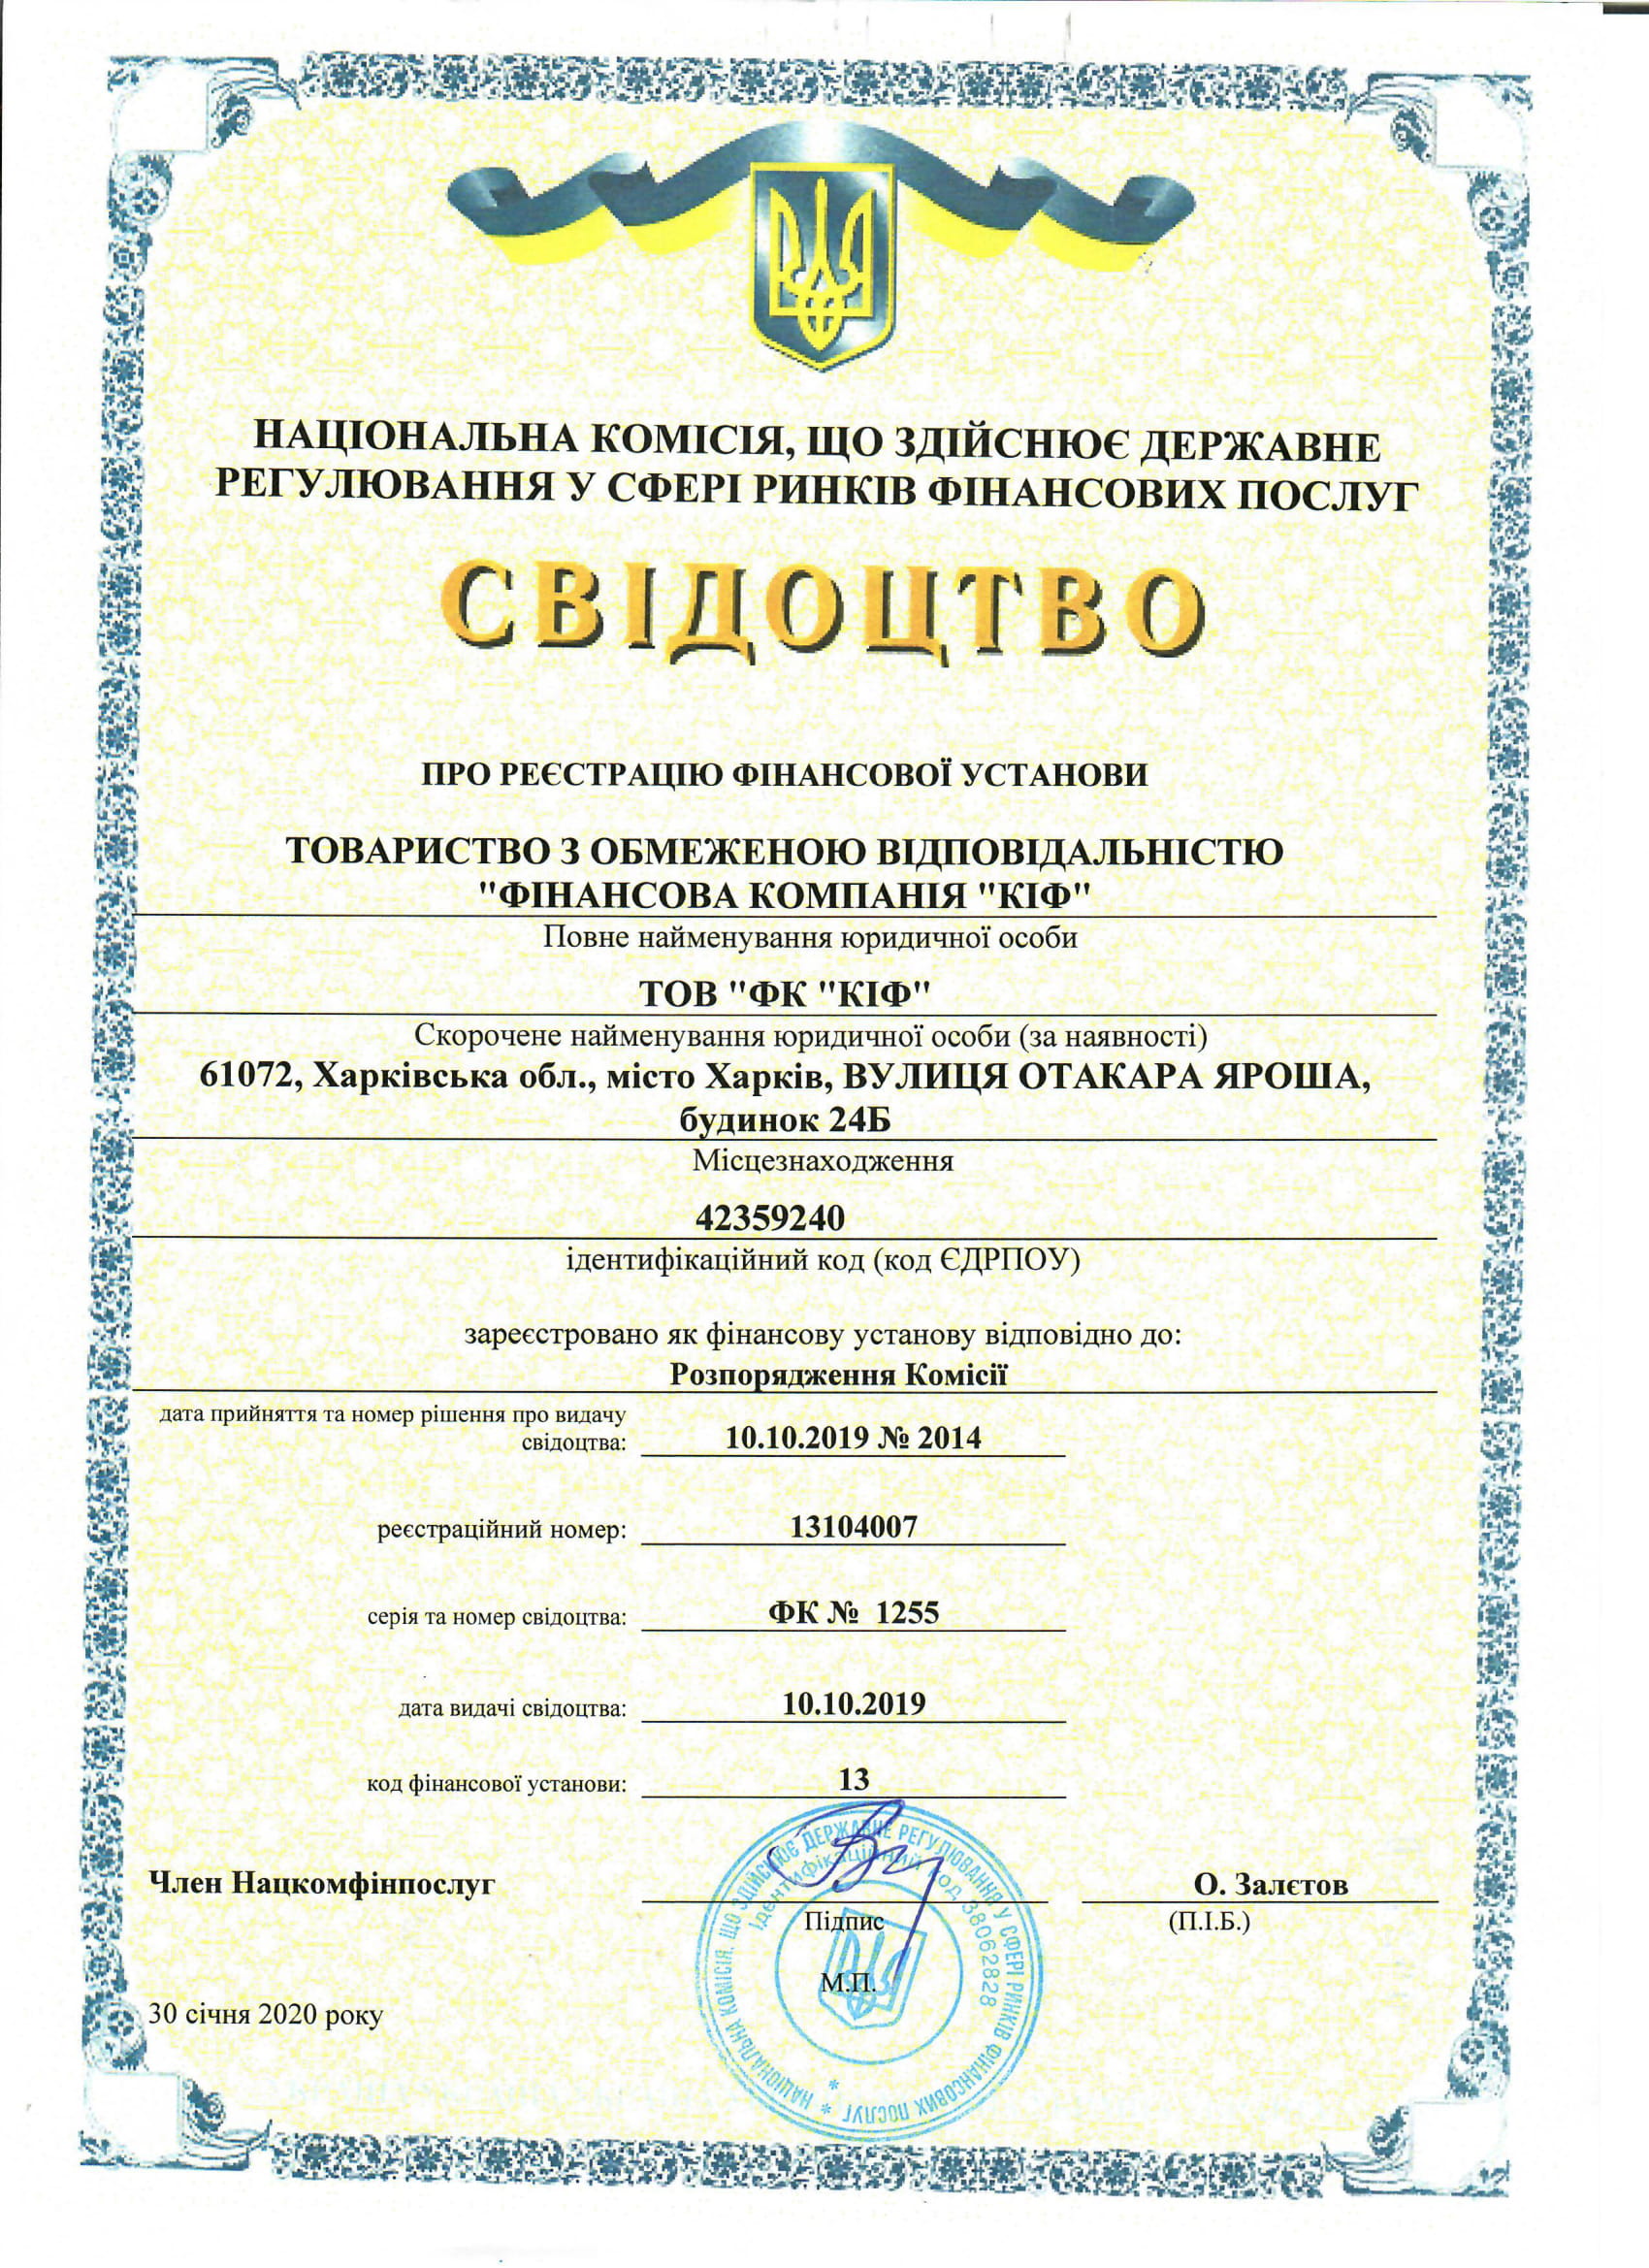 НАЦІОНАЛЬНА КОМІСІЯ, ЩО ЗДІЙСНЮЄ ДЕРЖАВНЕ
РЕГУЛЮВАННЯ У СФЕРІ РИНКІВ ФІНАНСОВИХ ПОСЛУГ
СВІДОЦТВО
ПРО РЕЄСТРАЦІЮ ФІНАНСОВОЇ УСТАНОВИ
ТОВАРИСТВО З ОБМЕЖЕНОЮ ВІДПОВІДАЛЬНІСТЮ
"ФІНАНСОВА КОМПАНІЯ "КІФ"
Повне найменування юридичної особи
ТОВ "ФК "КІФ"
Скорочене найменування юридичної особи (за наявності)
61072, Харківська обл., місто Харків, ВУЛИЦЯ ОТАКАРА ЯРОША,
будинок 24Б
Місцезнаходження
42359240
ідентифікаційний код (код ЄДРПОУ)
зареєстровано як фінансову установу відповідно до:
Розпорядження Комісії
дата прийняття та номер рішення про видачу
свідоцтва: 10.10.2019 № 2014
реєстраційний номер: 13104007
серія та номер свідоцтва: ФК № 1255
дата видачі свідоцтва: 10.10.2019
код фінансової установи: 13
Член Нацкомфінпослуг О. Залєтов
Підпис (П.І.Б.)
М.П.
30 січня 2020 року
* НАЦІОНАЛЬНА КОМІСІЯ, ЩО ЗДІЙСНЮЄ ДЕРЖАВНЕ РЕГУЛЮВАННЯ У СФЕРІ РИНКІВ ФІНАНСОВИХ ПОСЛУГ *
Ідентифікаційний код 38062828